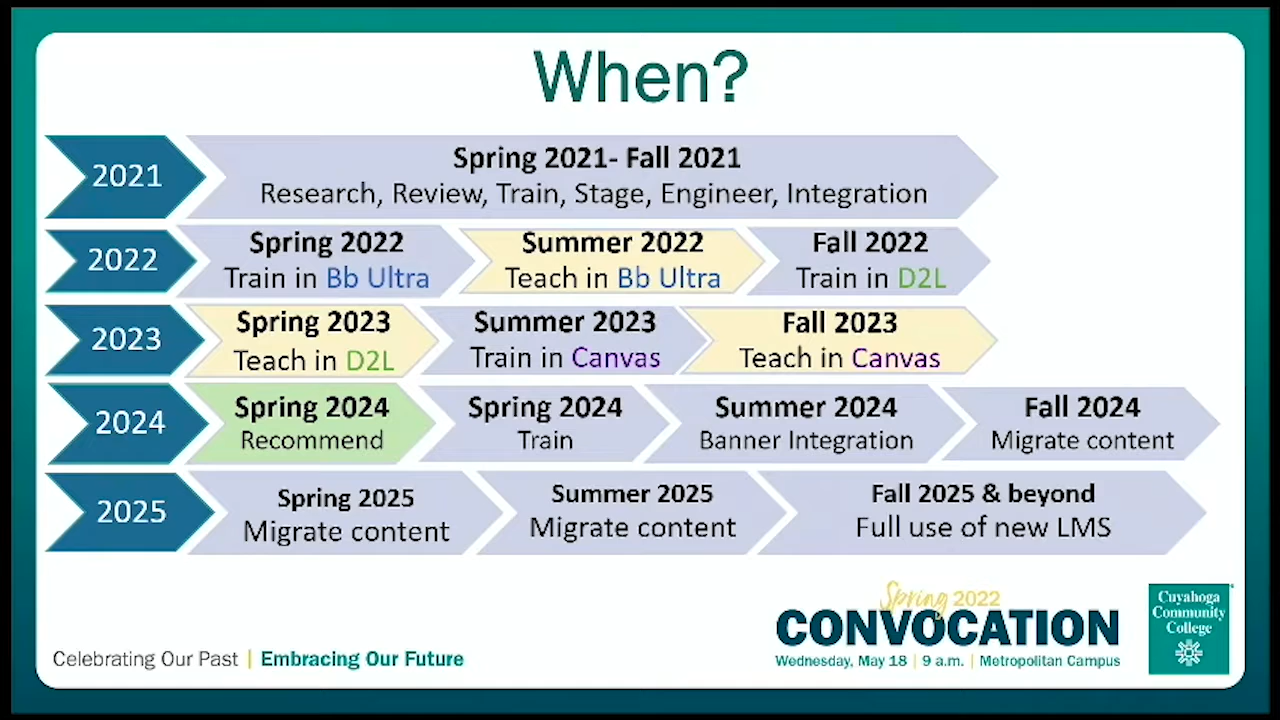 When?
2021
Spring 2021- Fall 2021
Research, Review, Train, Stage, Engineer, Integration
2022
Spring 2022
Train in Bb Ultra
Summer 2022
Teach in Bb Ultra
Fall 2022
Train in D2L
2023
Spring 2023
Teach in D2L
Summer 2023
Train in Canvas
Fall 2023
Teach in Canvas
2024
Spring 2024
Recommend
Spring 2024
Train
Summer 2024
Banner Integration
Fall 2024
Migrate content
2025
Spring 2025
Migrate content
Summer 2025
Migrate content
Fall 2025 & beyond
Full use of new LMS
Celebrating Our Past | Embracing Our Future
Spring 2022
CONVOCATION
Wednesday, May 18 | 9 a.m. | Metropolitan Campus
Cuyahoga
Community
College